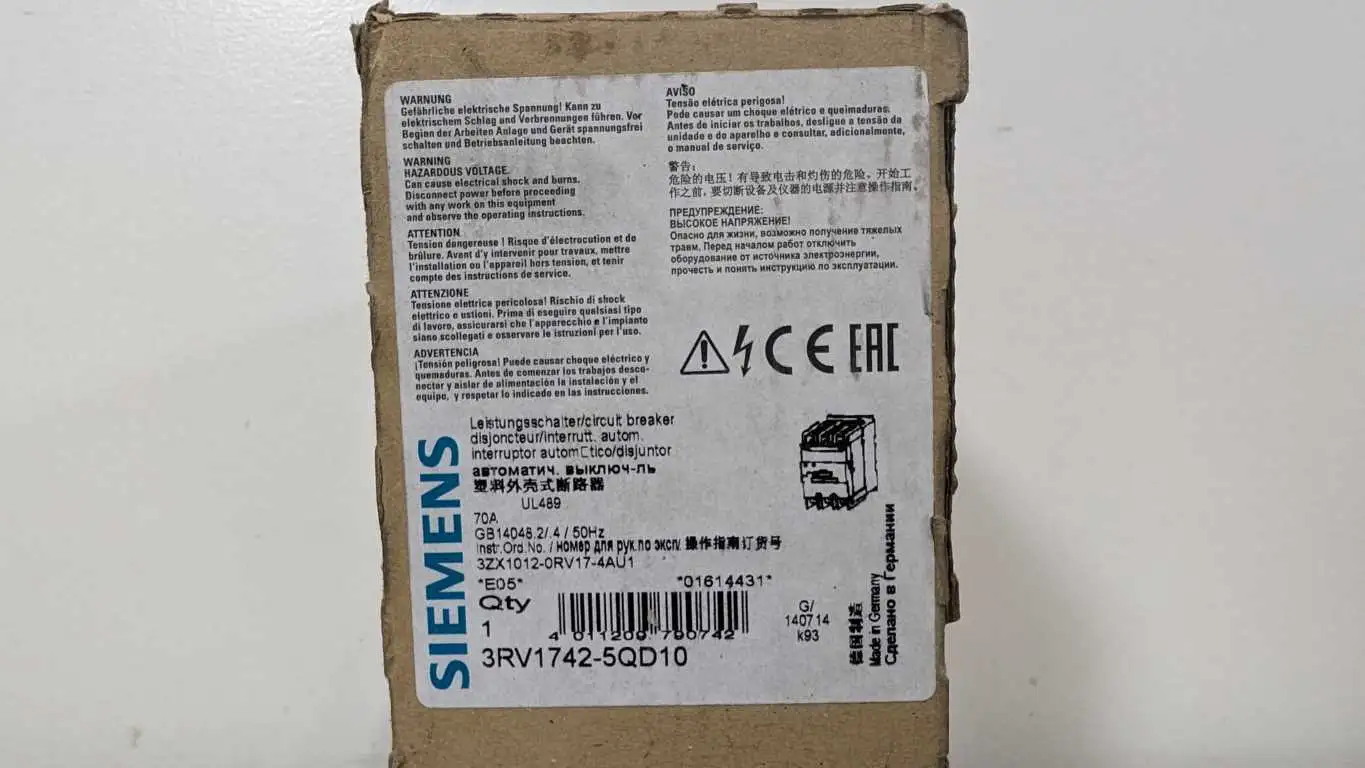 WARNUNG
Gefährliche elektrische Spannung! Kann zu
elektrischem Schlag und Verbrennungen führen. Vor
Beginn der Arbeiten Anlage und Gerät spannungsfrei
schalten und Betriebsanleitung beachten.
WARNING
HAZARDOUS VOLTAGE.
Can cause electrical shock and burns.
Disconnect power before proceeding
with any work on this equipment
and observe the operating instructions.
ATTENTION
Tension dangereuse ! Risque d'électrocution et de
brûlure. Avant d'y intervenir pour travaux, mettre
l'installation ou l'appareil hors tension, et tenir
compte des instructions de service.
ATTENZIONE
Tensione elettrica pericolosa! Rischio di shock
elettrico e ustioni. Prima di eseguire qualsiasi tipo
di lavoro, assicurarsi che l'apparecchio e l'impianto
siano scollegati e osservare le istruzioni per l'uso.
ADVERTENCIA
¡Tensión peligrosa! Puede causar choque eléctrico y
quemaduras. Antes de comenzar los trabajos desco-
nectar y aislar de alimentación la instalación y el
equipo, y respetar lo indicado en las instrucciones.
AVISO
Tensão elétrica perigosa!
Pode causar um choque elétrico e queimaduras.
Antes de iniciar os trabalhos, desligue a tensão da
unidade e do aparelho e consultar, adicionalmente,
o manual de serviço.
警告：
危险的电压！有导致电击和灼伤的危险。开始工
作之前，要切断设备及仪器的电源并注意操作指南。
ПРЕДУПРЕЖДЕНИЕ:
ВЫСОКОЕ НАПРЯЖЕНИЕ!
Опасно для жизни, возможно получение тяжелых
травм. Перед началом работ отключить
оборудование от источника электроэнергии,
прочесть и понять инструкцию по эксплуатации.
CE EAC
SIEMENS
Leistungsschalter/circuit breaker
disjoncteur/interrutt. autom.
interruptor autom□tico/disjuntor
автоматич. выключ-ль
塑料外壳式断路器
UL489
70A
GB14048.2/.4 / 50Hz
Instr.Ord.No. / номер для рук.по эксп/ 操作指南订货号
3ZX1012-0RV17-4AU1
*E05* *01614431*
Qty
1
4 011209 790742
G/
140714
k93
3RV1742-5QD10
德国制造
Made in Germany
Сделано в Германии